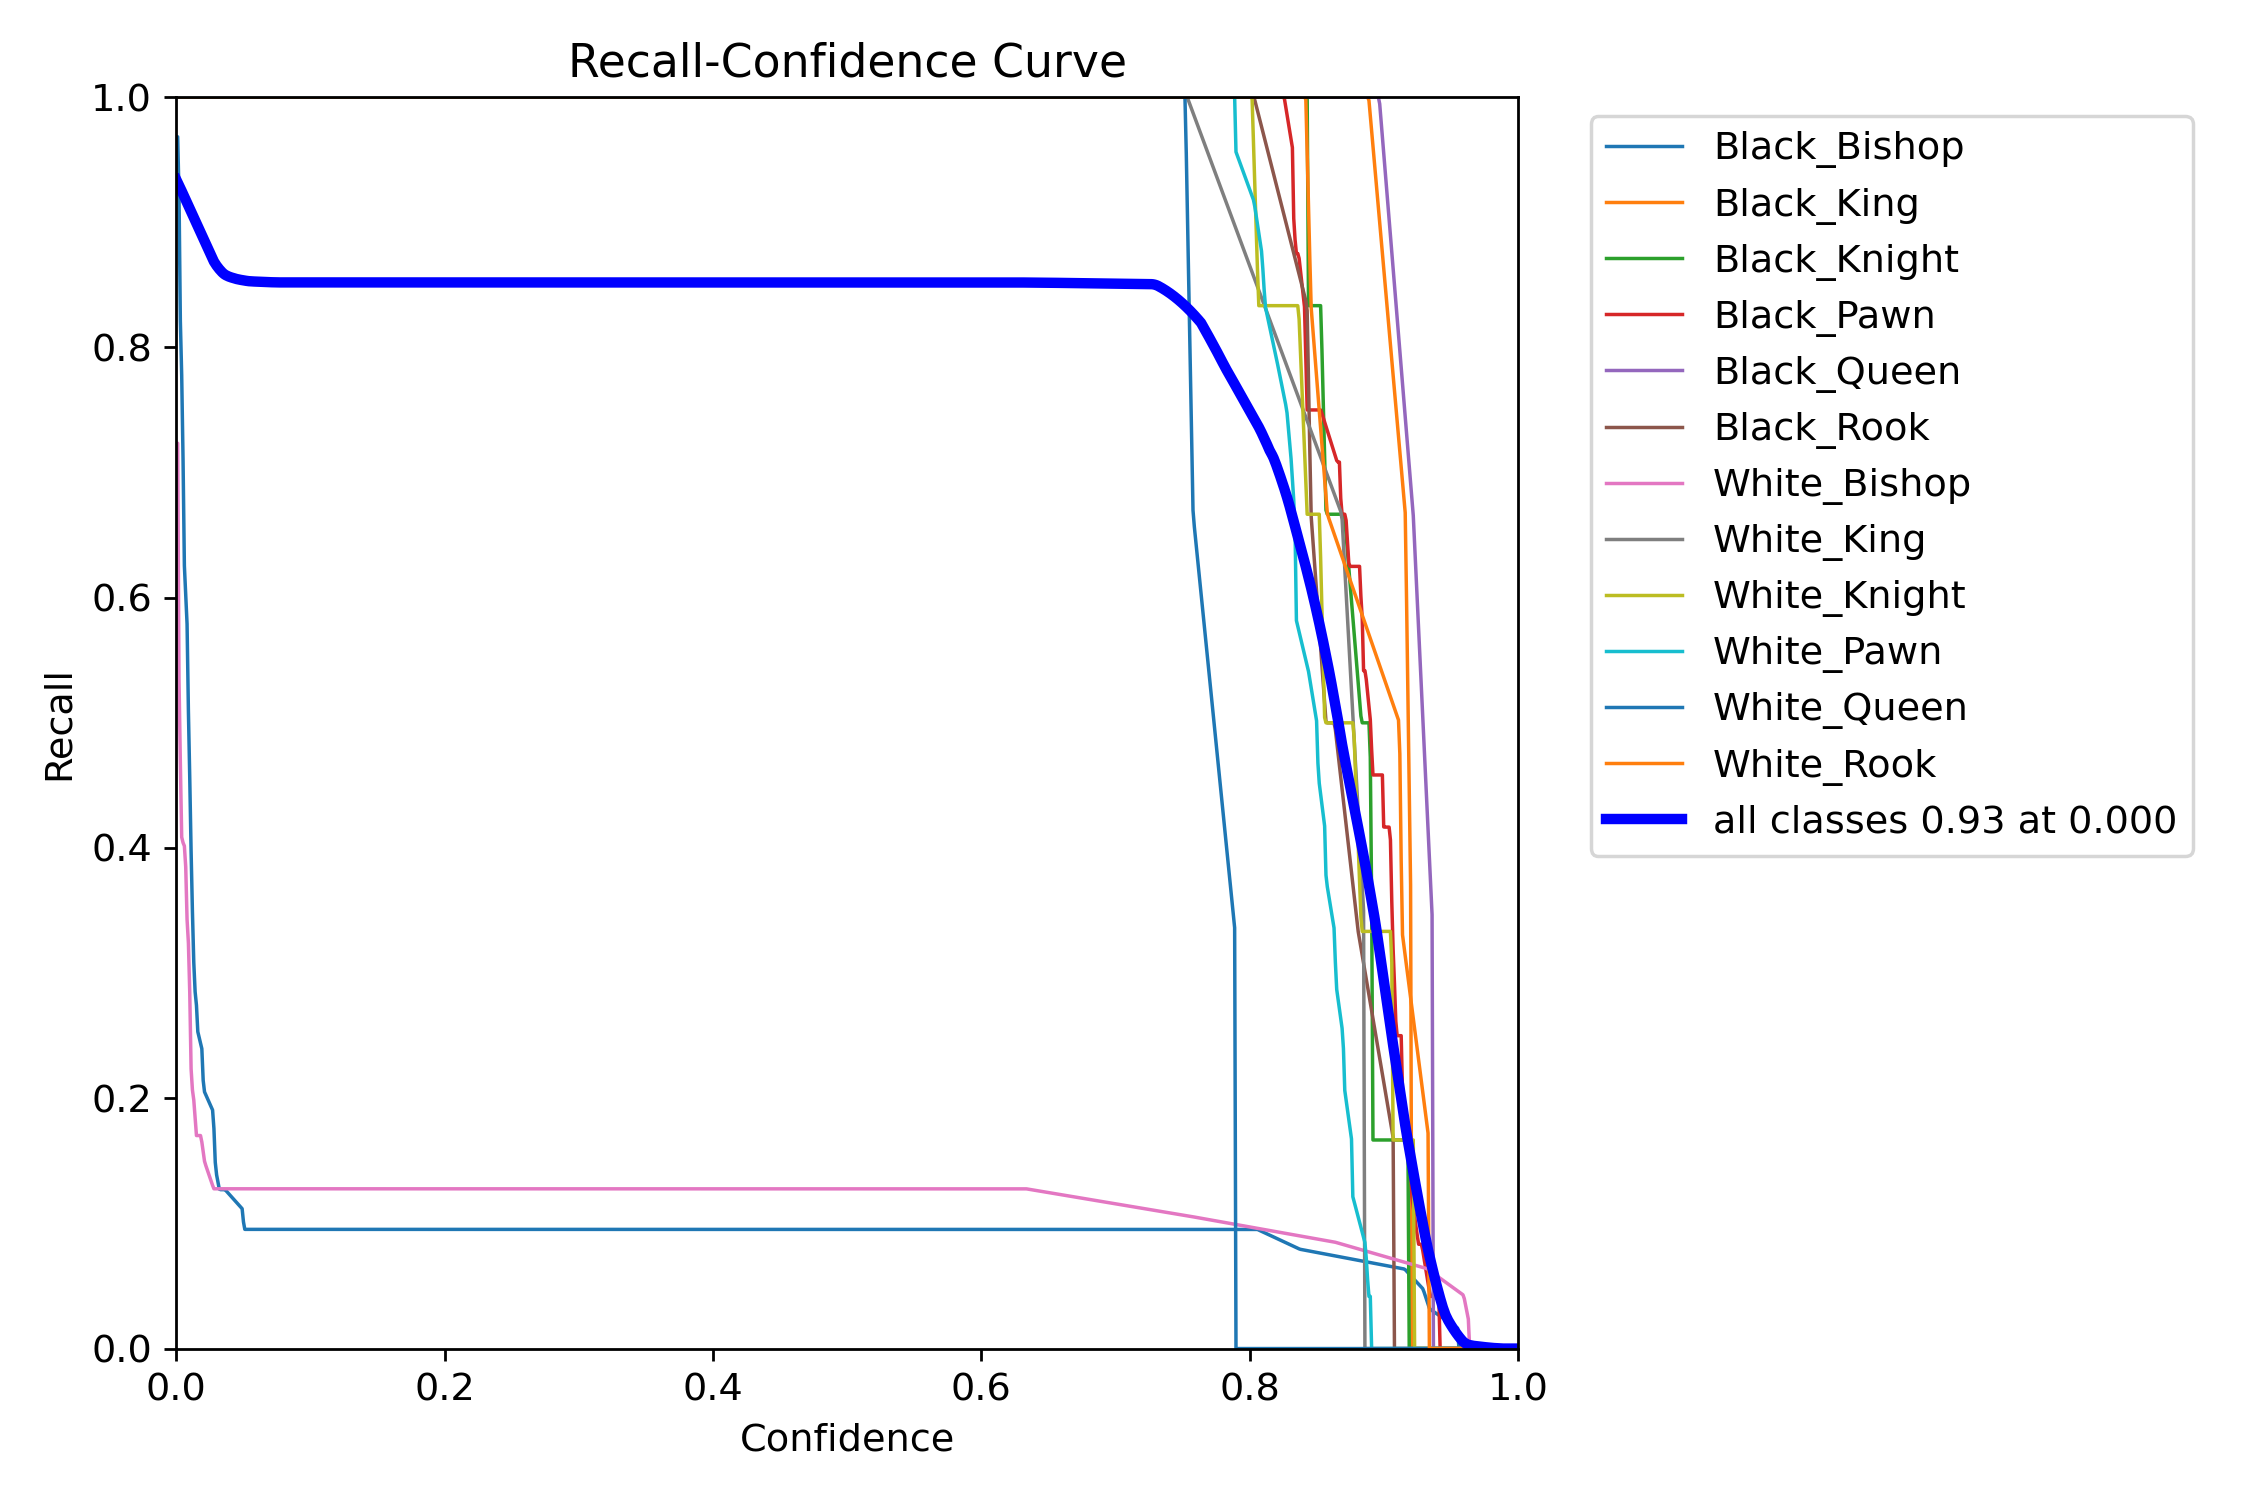 Recall-Confidence Curve
1.0
0.8
0.6
0.4
0.2
0.0
Recall
0.0 0.2 0.4 0.6 0.8 1.0
Confidence
Black_Bishop
Black_King
Black_Knight
Black_Pawn
Black_Queen
Black_Rook
White_Bishop
White_King
White_Knight
White_Pawn
White_Queen
White_Rook
all classes 0.93 at 0.000